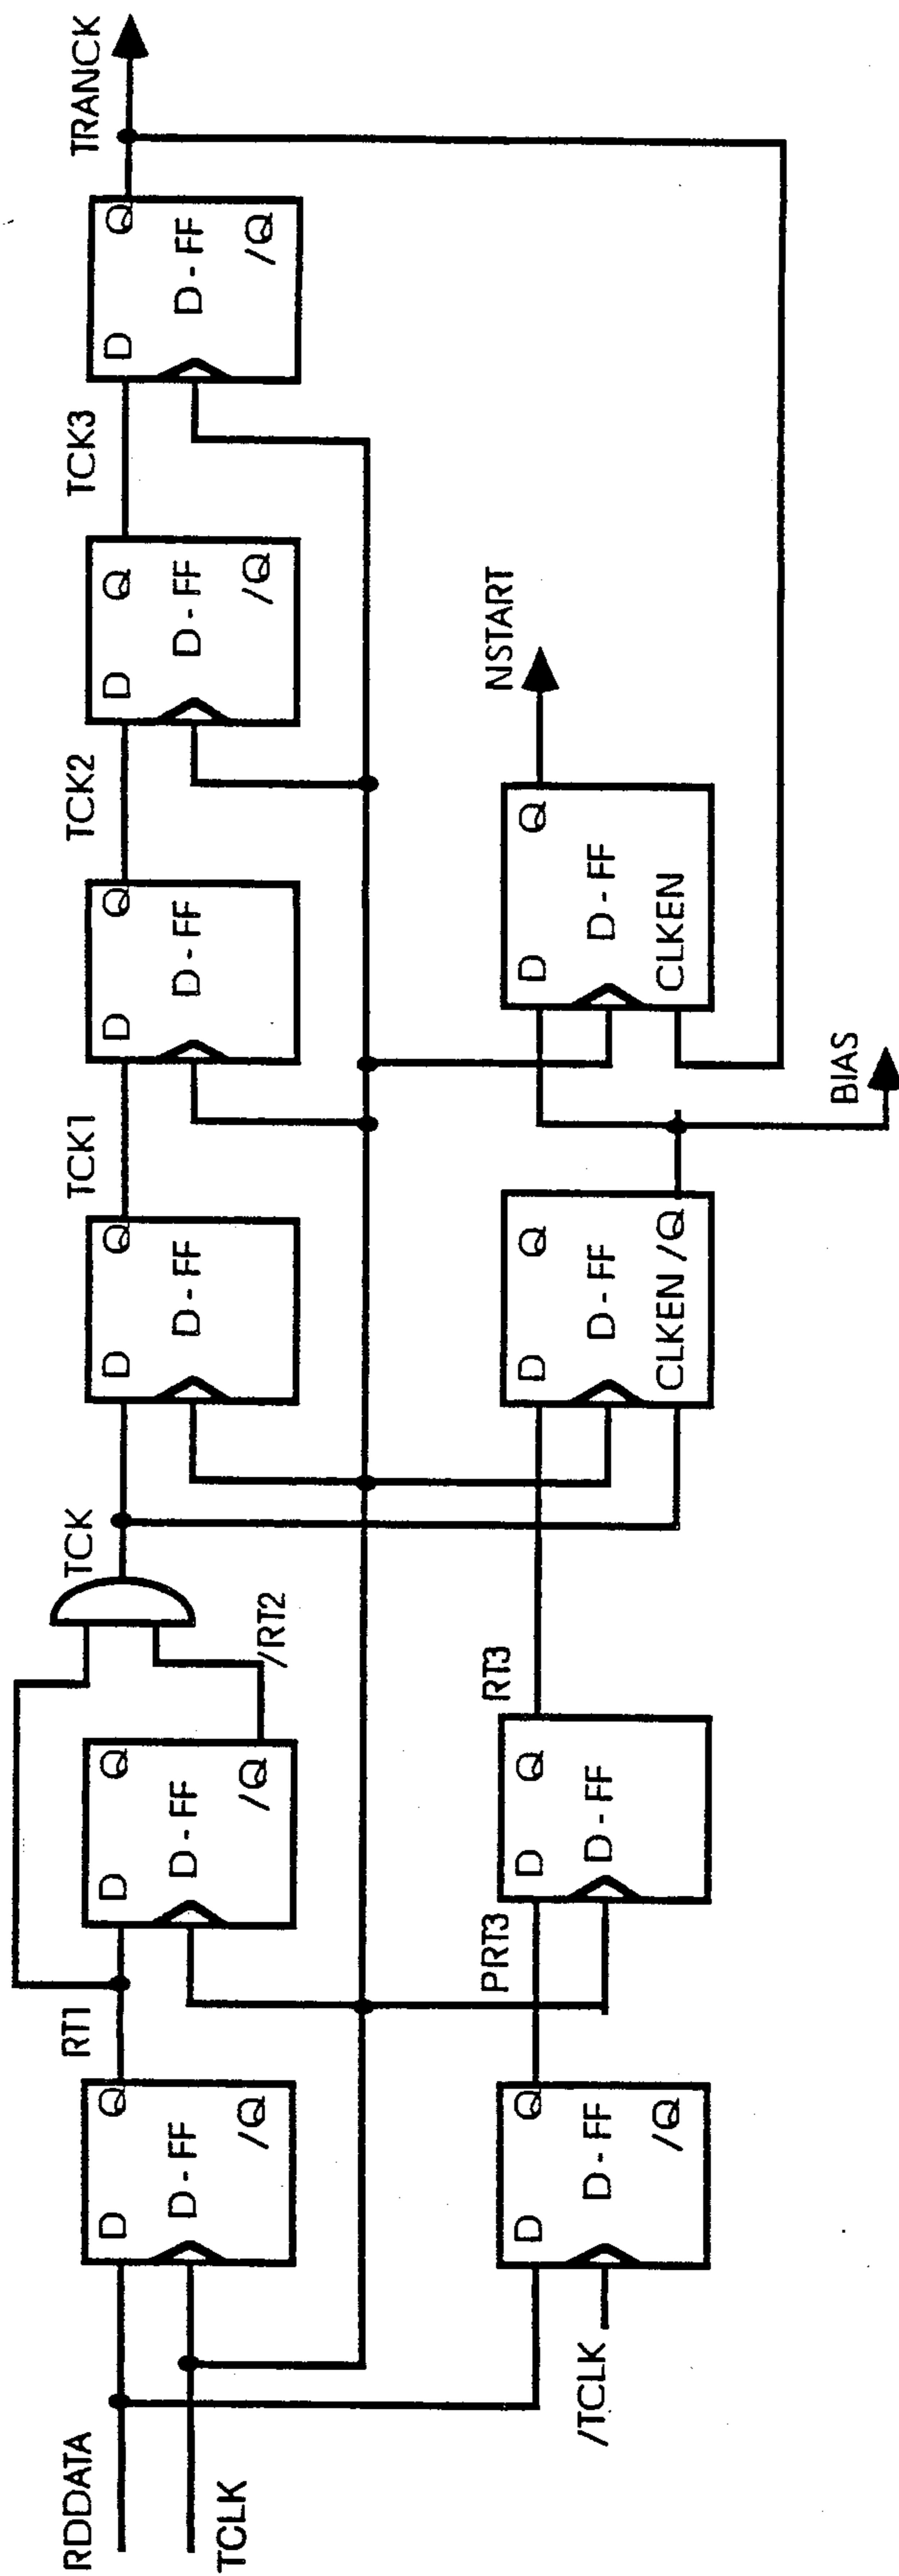 RDDATA
TCLK
D
Q
D - FF
/Q
RT1
D
Q
D - FF
/Q
/RT2
TCK
D
Q
D - FF
TCK1
D
Q
D - FF
TCK2
D
Q
D - FF
/Q
TCK3
D
Q
D - FF
/Q
TRANCK
/TCLK
D
Q
D - FF
/Q
PRT3
D
Q
D - FF
RT3
D
Q
D - FF
CLKEN /Q
BIAS
D
Q
D - FF
CLKEN
NSTART